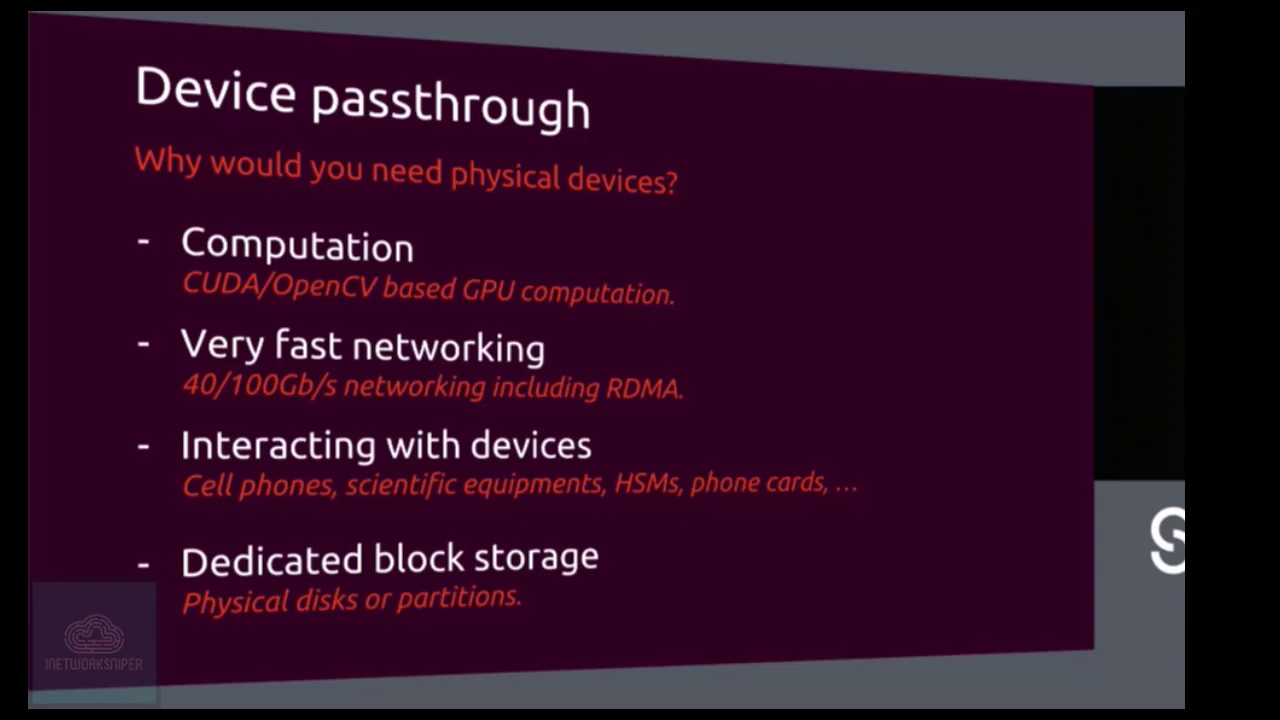 Device passthrough
Why would you need physical devices?
- Computation
CUDA/OpenCV based GPU computation.
- Very fast networking
40/100Gb/s networking including RDMA.
- Interacting with devices
Cell phones, scientific equipments, HSMs, phone cards, ...
- Dedicated block storage
Physical disks or partitions.
INETWORKSNIPER